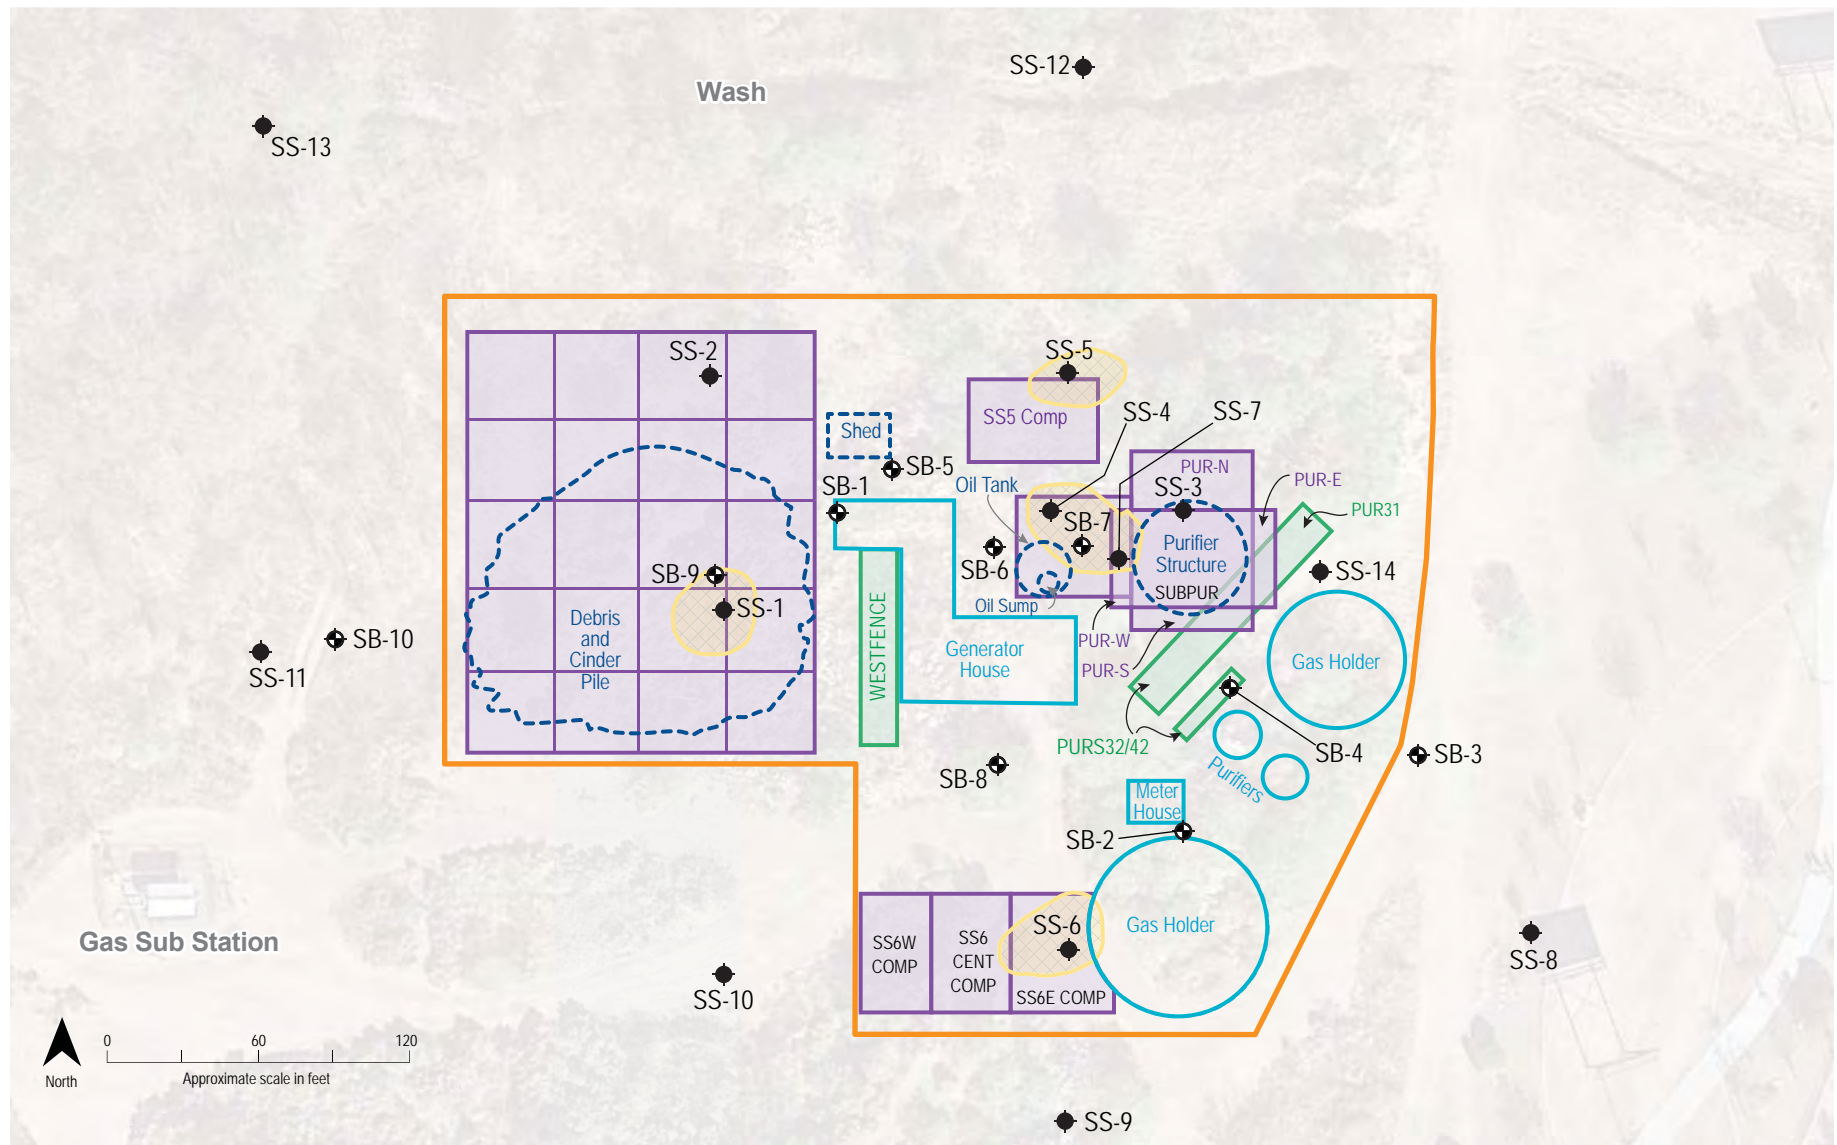 SS-12
Wash
SS-13
SS-2
SS-5
SS5 Comp
SS-4
SS-7
Shed
SB-5
SB-1
Oil Tank
PUR-N
PUR-E
SS-3
PUR31
SB-7
SB-6
Purifier
Structure
SUBPUR
SS-14
SB-9
SS-1
Oil Sump
Debris
and
Cinder
Pile
WESTFENCE
Generator
House
PUR-W
PUR-S
Gas Holder
SB-10
SS-11
PURS32/42
SB-4
SB-3
SB-8
Purifiers
Meter
House
SB-2
Gas Sub Station
SS6W
COMP
SS6
CENT
COMP
SS-6
SS6E COMP
Gas Holder
SS-8
SS-10
0 60 120
Approximate scale in feet
North
SS-9